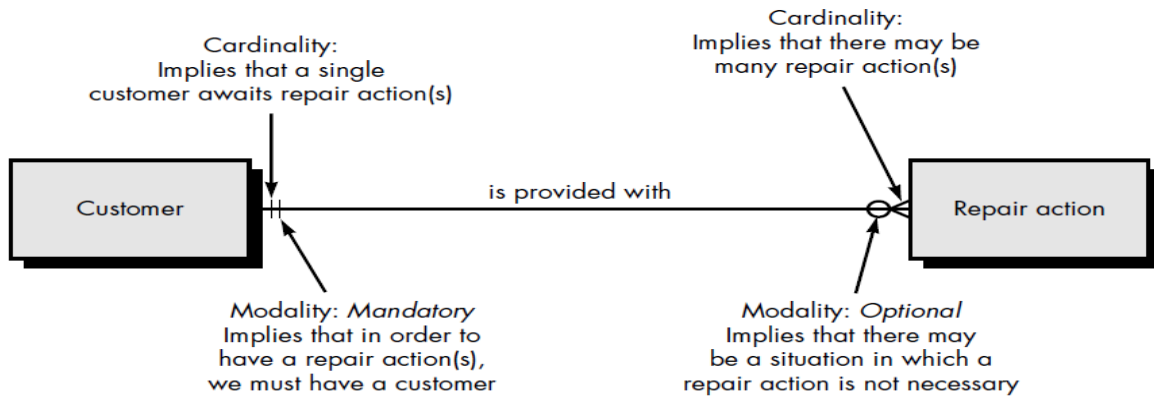 Cardinality:
Implies that a single
customer awaits repair action(s)
Cardinality:
Implies that there may be
many repair action(s)
Customer
is provided with
Repair action
Modality: Mandatory
Implies that in order to
have a repair action(s),
we must have a customer
Modality: Optional
Implies that there may
be a situation in which a
repair action is not necessary